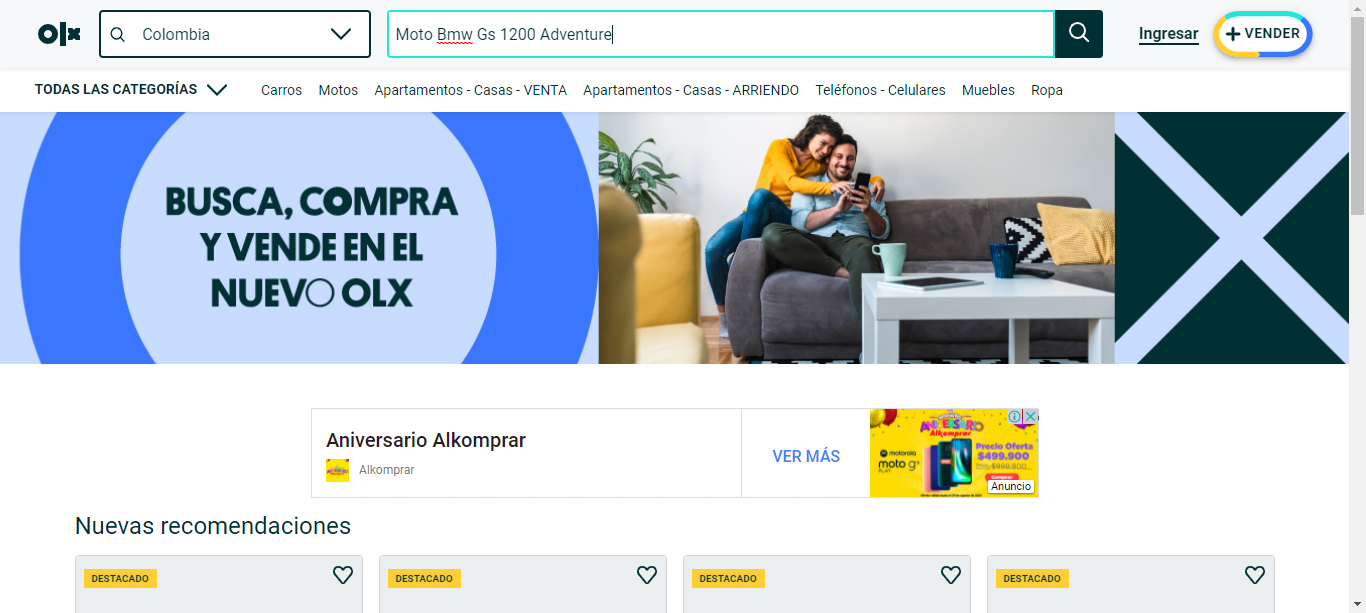 olx
Colombia
Moto Bmw Gs 1200 Adventure
Ingresar
VENDER
TODAS LAS CATEGORÍAS
Carros
Motos
Apartamentos - Casas - VENTA
Apartamentos - Casas - ARRIENDO
Teléfonos - Celulares
Muebles
Ropa
BUSCA, COMPRA
Y VENDE EN EL
NUEVO OLX
Aniversario Alkomprar
Alkomprar
VER MÁS
ANIVERSARIO
Alkomprar
motorola
moto g9
PLAY
Precio Oferta
$499.900
Anuncio
Nuevas recomendaciones
DESTACADO
DESTACADO
DESTACADO
DESTACADO